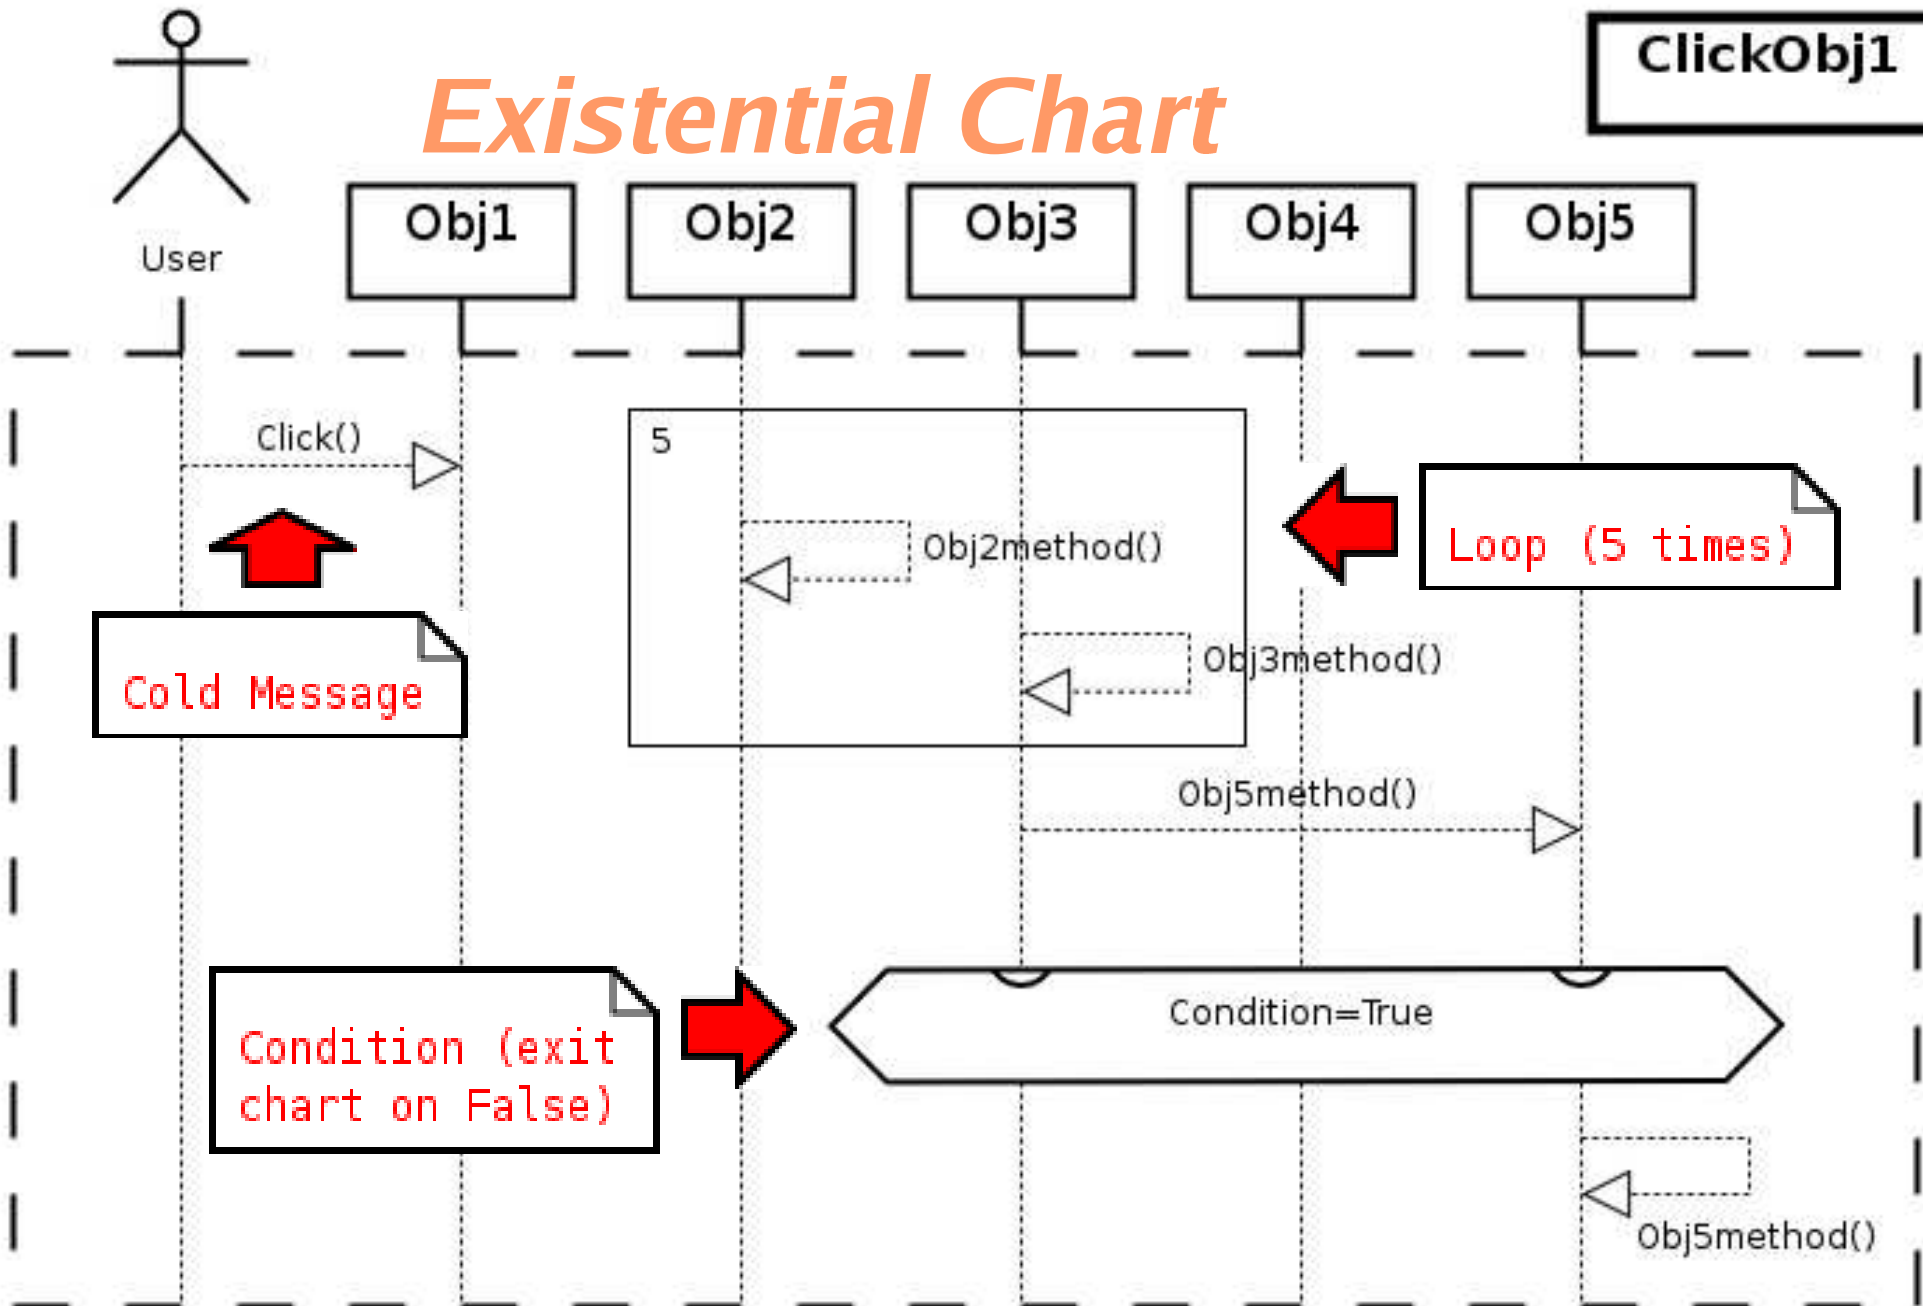 ClickObj1
Existential Chart
User
Obj1
Obj2
Obj3
Obj4
Obj5
Click()
5
Obj2method()
Loop (5 times)
Obj3method()
Cold Message
Obj5method()
Condition (exit
chart on False)
Condition=True
Obj5method()